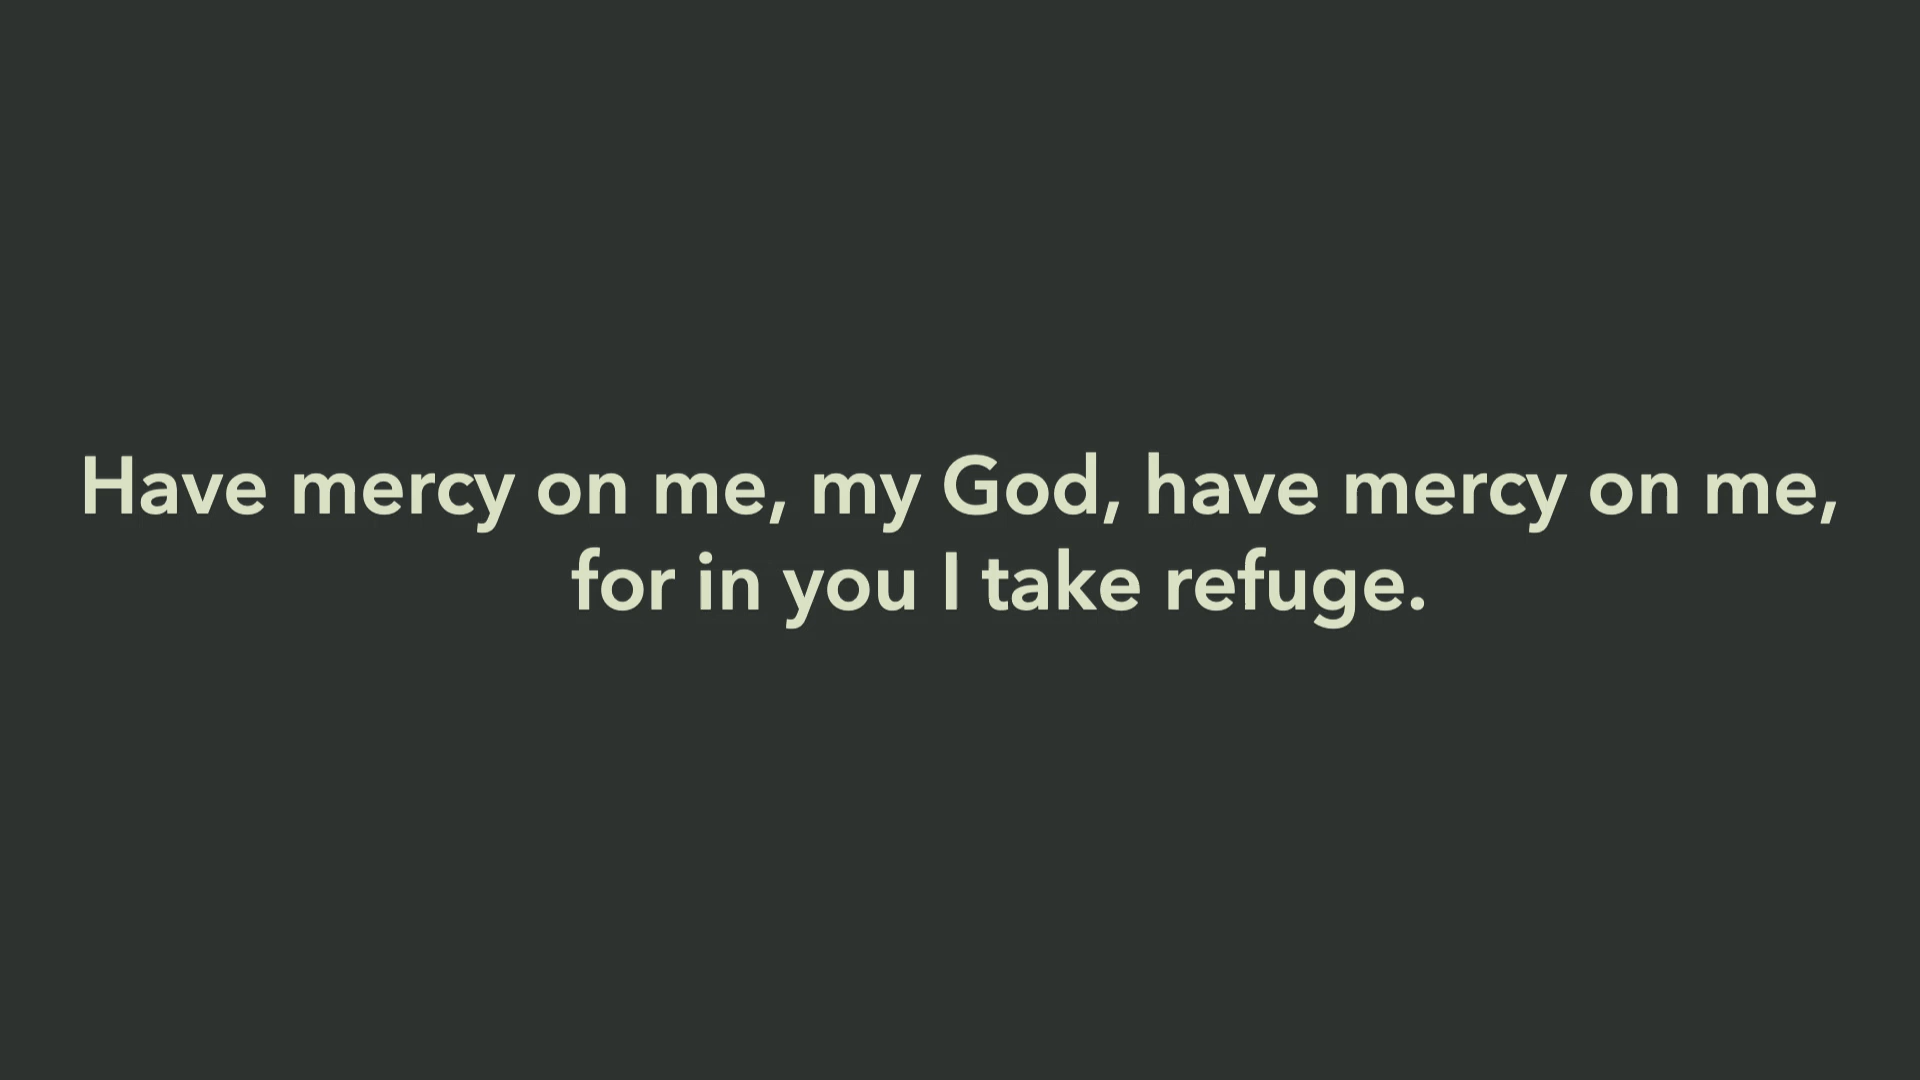 Have mercy on me, my God, have mercy on me,
for in you I take refuge.